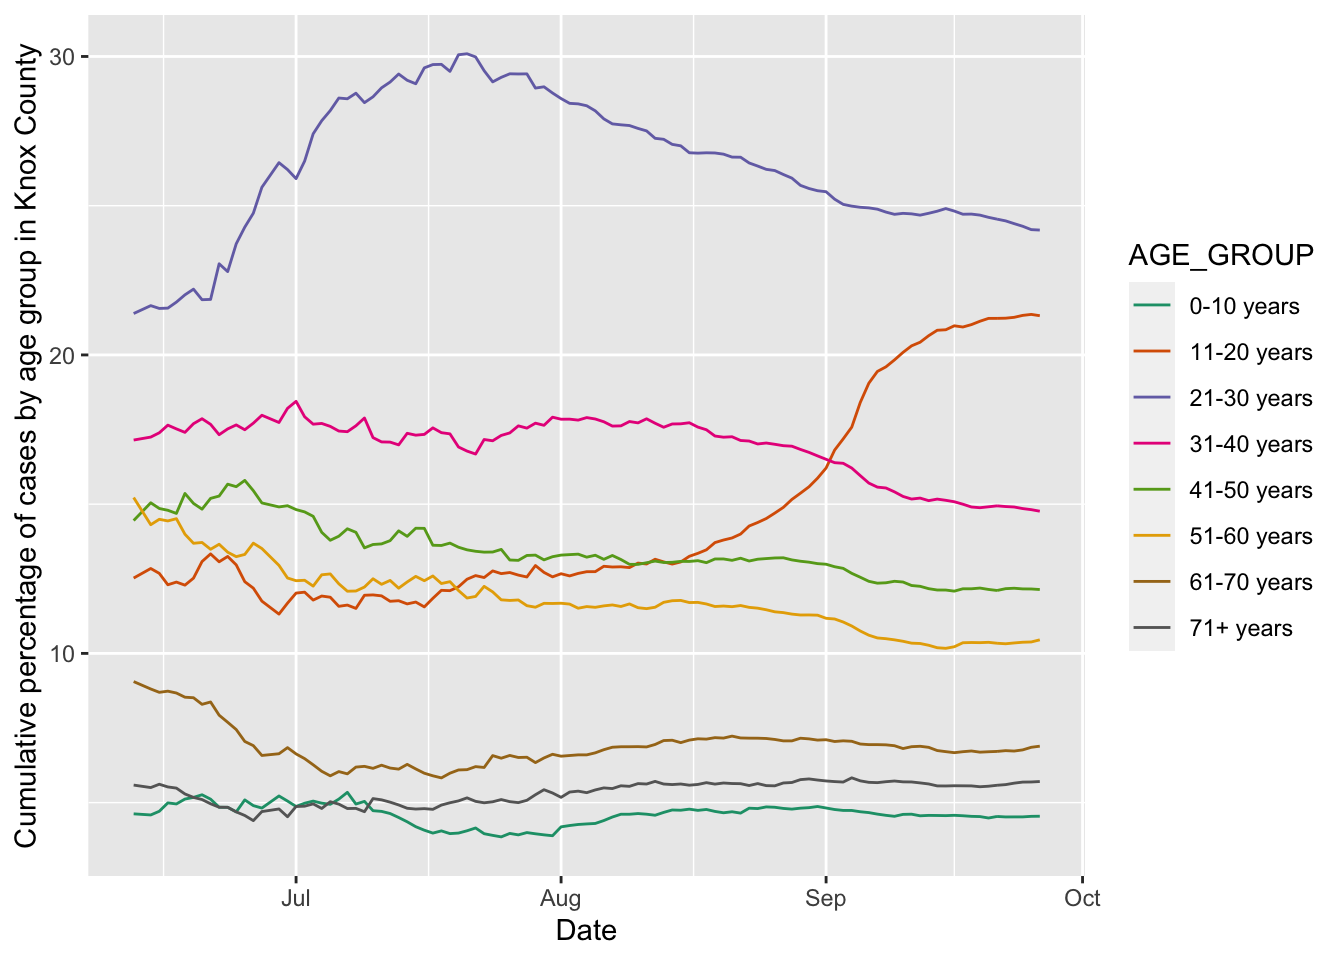 Cumulative percentage of cases by age group in Knox County
30
20
10
Jul
Aug
Sep
Oct
Date
AGE_GROUP
0-10 years
11-20 years
21-30 years
31-40 years
41-50 years
51-60 years
61-70 years
71+ years